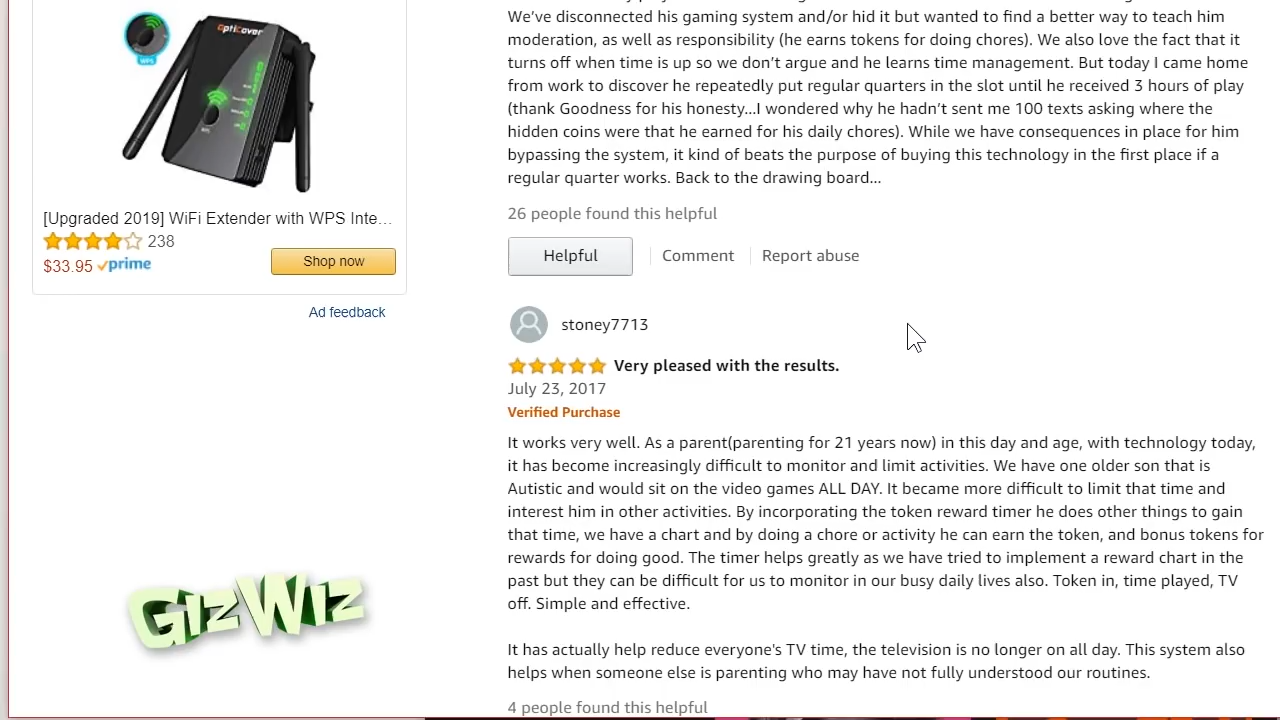 We've disconnected his gaming system and/or hid it but wanted to find a better way to teach him
moderation, as well as responsibility (he earns tokens for doing chores). We also love the fact that it
turns off when time is up so we don't argue and he learns time management. But today I came home
from work to discover he repeatedly put regular quarters in the slot until he received 3 hours of play
(thank Goodness for his honesty...I wondered why he hadn't sent me 100 texts asking where the
hidden coins were that he earned for his daily chores). While we have consequences in place for him
bypassing the system, it kind of beats the purpose of buying this technology in the first place if a
regular quarter works. Back to the drawing board...
26 people found this helpful
Helpful
Comment
Report abuse
OptiCover
WPS
[Upgraded 2019] WiFi Extender with WPS Inte...
238
$33.95 prime
Shop now
Ad feedback
stoney7713
Very pleased with the results.
July 23, 2017
Verified Purchase
It works very well. As a parent(parenting for 21 years now) in this day and age, with technology today,
it has become increasingly difficult to monitor and limit activities. We have one older son that is
Autistic and would sit on the video games ALL DAY. It became more difficult to limit that time and
interest him in other activities. By incorporating the token reward timer he does other things to gain
that time, we have a chart and by doing a chore or activity he can earn the token, and bonus tokens for
rewards for doing good. The timer helps greatly as we have tried to implement a reward chart in the
past but they can be difficult for us to monitor in our busy daily lives also. Token in, time played, TV
off. Simple and effective.
It has actually help reduce everyone's TV time, the television is no longer on all day. This system also
helps when someone else is parenting who may have not fully understood our routines.
4 people found this helpful
GizWiz